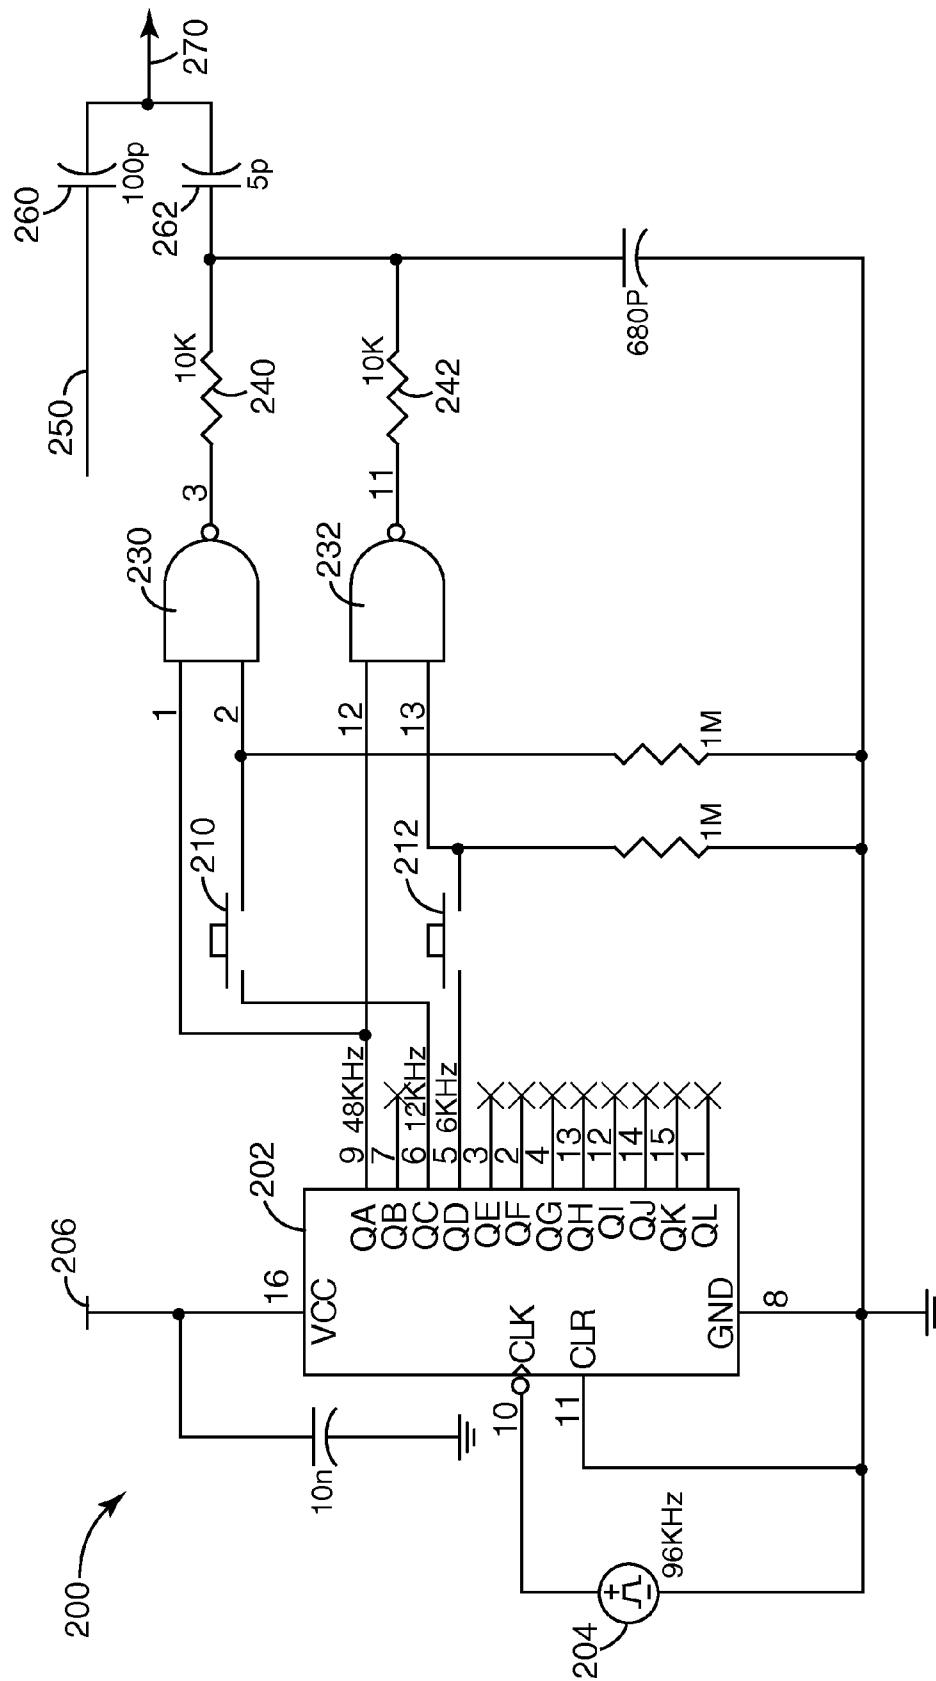 200
204
96KHz
10n
206
202
16
VCC
10
CLK
11
CLR
GND
8
QA
QB
QC
QD
QE
QF
QG
QH
QI
QJ
QK
QL
9
7
6
5
3
2
4
13
12
14
15
1
48KHz
12KHz
6KHz
210
212
1M
1M
1
2
12
13
230
232
3
11
10K
240
10K
242
680P
250
260
100p
262
5p
270